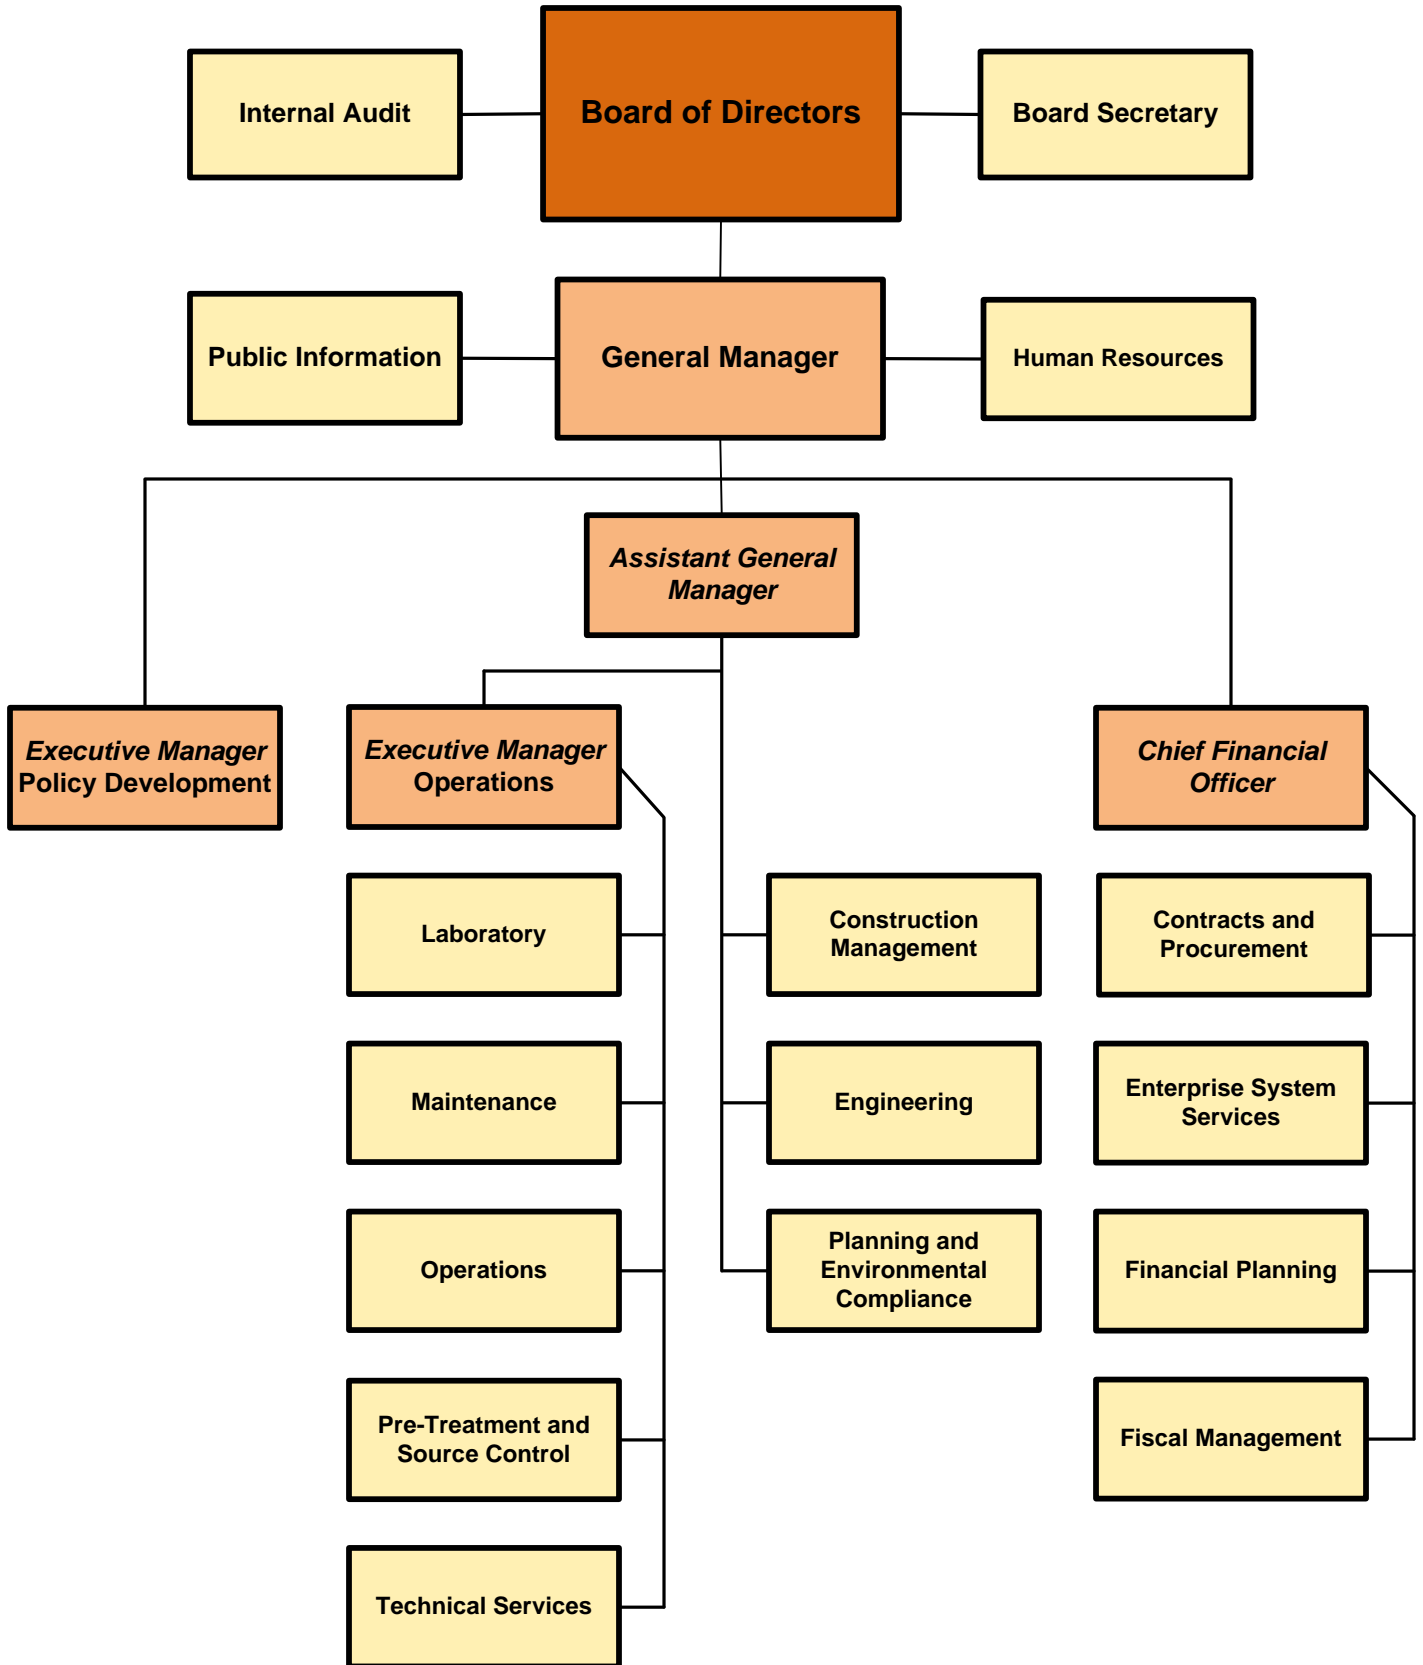 Internal Audit
Board of Directors
Board Secretary
Public Information
General Manager
Human Resources
Assistant General
Manager
Executive Manager
Policy Development
Executive Manager
Operations
Chief Financial
Officer
Laboratory
Construction
Management
Contracts and
Procurement
Maintenance
Engineering
Enterprise System
Services
Operations
Planning and
Environmental
Compliance
Financial Planning
Pre-Treatment and
Source Control
Fiscal Management
Technical Services